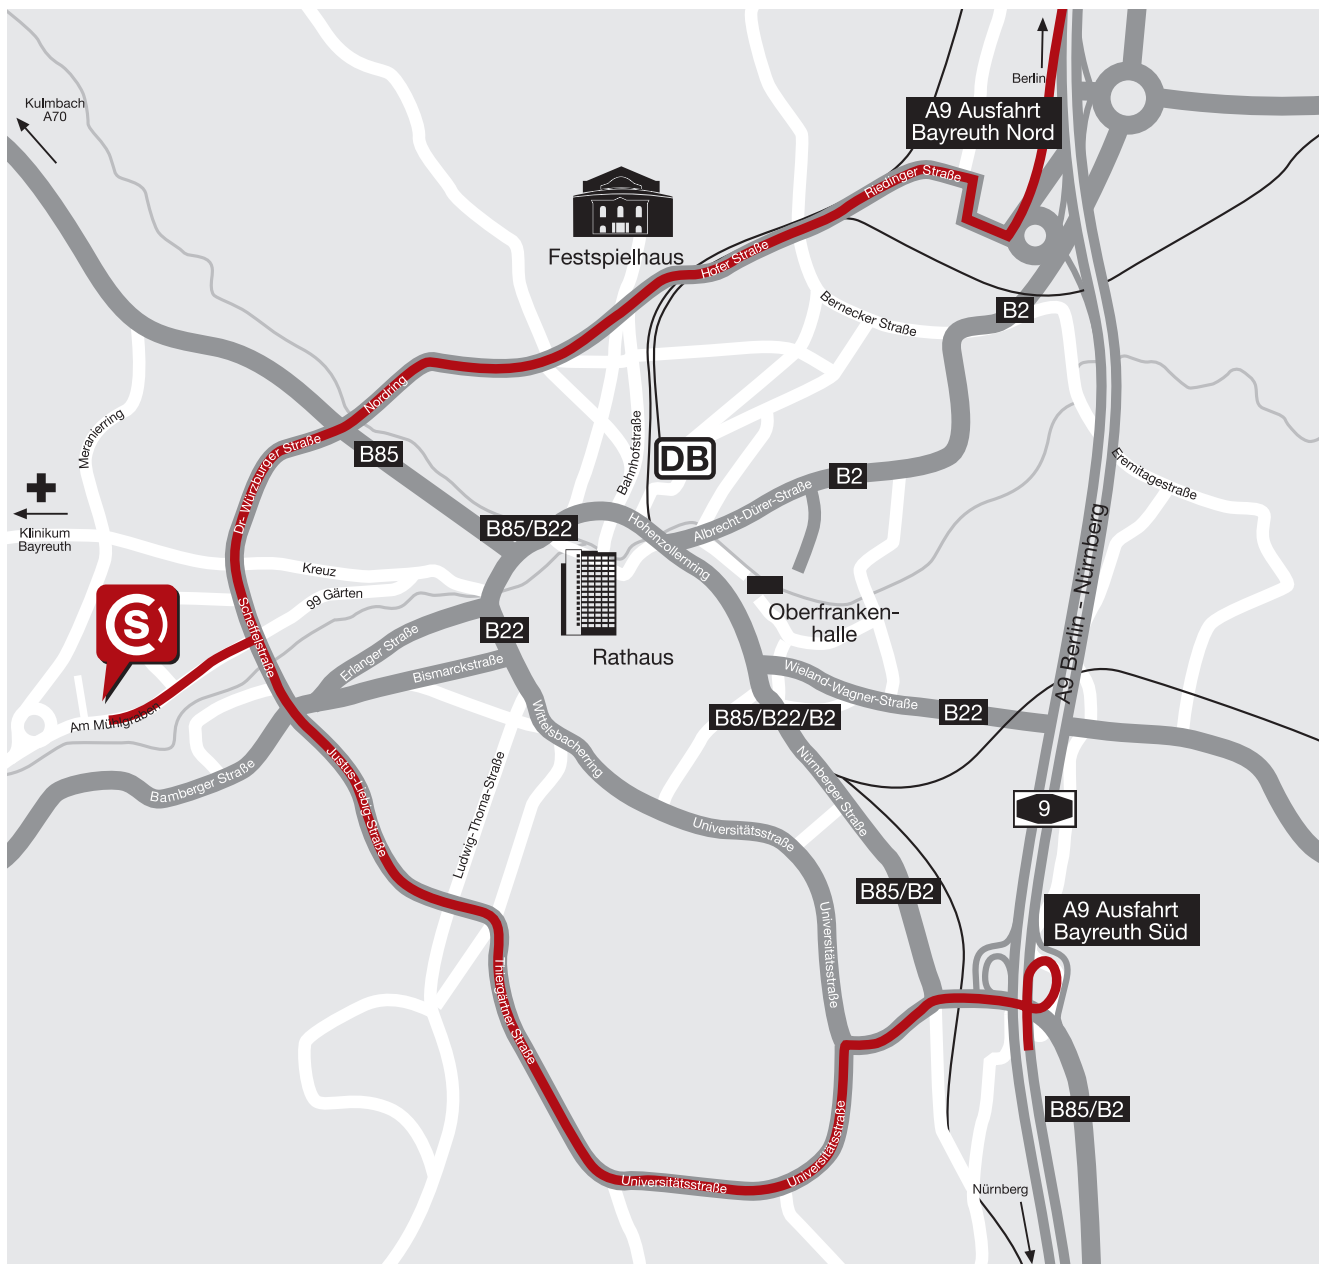 Berlin
Kulmbach
A70
A9 Ausfahrt
Bayreuth Nord
Riedinger Straße
Festspielhaus
Hofer Straße
B2
Bernecker Straße
Nordring
Meranierring
Dr- Würzburger Straße
B85
Bahnhofstraße
DB
B2
Eremitagestraße
Albrecht-Dürer-Straße
Klinikum
Bayreuth
B85/B22
Hohenzollernring
A9 Berlin - Nürnberg
Kreuz
99 Gärten
Scheffelstraße
S
Oberfranken-
halle
Erlanger Straße
B22
Rathaus
Bismarckstraße
Wieland-Wagner-Straße
Am Mühlgraben
B85/B22/B2
B22
Wittelsbacherring
Bamberger Straße
Justus-Liebig-Straße
Ludwig-Thoma-Straße
Nürnberger Straße
9
Universitätsstraße
B85/B2
A9 Ausfahrt
Bayreuth Süd
Universitätsstraße
Thiergärtner Straße
B85/B2
Universitätsstraße
Universitätsstraße
Nürnberg